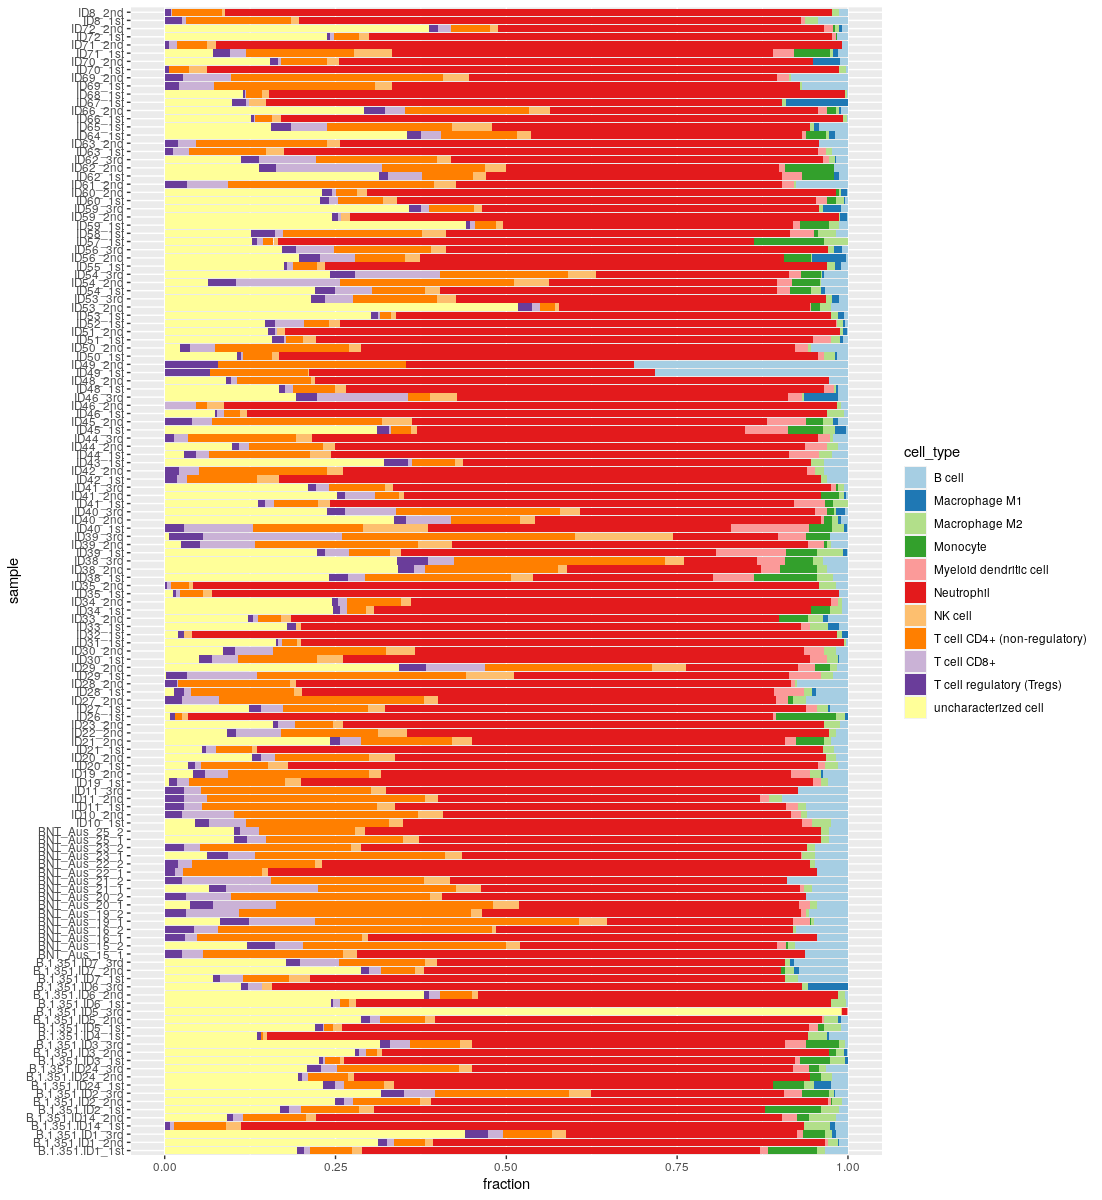 ID8_2nd
ID8_1st
ID72_2nd
ID72_1st
ID71_2nd
ID71_1st
ID70_2nd
ID70_1st
ID69_2nd
ID69_1st
ID68_1st
ID67_1st
ID66_2nd
ID66_1st
ID65_1st
ID64_1st
ID63_2nd
ID63_1st
ID62_3rd
ID62_2nd
ID62_1st
ID61_2nd
ID60_2nd
ID60_1st
ID59_3rd
ID59_2nd
ID59_1st
ID58_1st
ID57_1st
ID56_3rd
ID56_2nd
ID55_1st
ID54_3rd
ID54_2nd
ID54_1st
ID53_3rd
ID53_2nd
ID53_1st
ID52_1st
ID51_2nd
ID51_1st
ID50_2nd
ID50_1st
ID49_2nd
ID49_1st
ID48_2nd
ID48_1st
ID46_3rd
ID46_2nd
ID46_1st
ID45_2nd
ID45_1st
ID44_3rd
ID44_2nd
ID44_1st
ID43_1st
ID42_2nd
ID42_1st
ID41_3rd
ID41_2nd
ID41_1st
ID40_3rd
ID40_2nd
ID40_1st
ID39_3rd
ID39_2nd
ID39_1st
ID38_3rd
ID38_2nd
ID38_1st
ID35_2nd
ID35_1st
ID34_2nd
ID34_1st
ID33_2nd
ID33_1st
ID32_1st
ID31_1st
ID30_2nd
ID30_1st
ID29_2nd
ID29_1st
ID28_2nd
ID28_1st
ID27_2nd
ID27_1st
ID26_1st
ID23_2nd
ID22_2nd
ID21_2nd
ID21_1st
ID20_2nd
ID20_1st
ID19_2nd
ID19_1st
ID11_3rd
ID11_2nd
ID11_1st
ID10_2nd
ID10_1st
BNT_Aus_25_2
BNT_Aus_25_1
BNT_Aus_23_2
BNT_Aus_23_1
BNT_Aus_22_2
BNT_Aus_22_1
BNT_Aus_21_2
BNT_Aus_21_1
BNT_Aus_20_2
BNT_Aus_20_1
BNT_Aus_19_2
BNT_Aus_19_1
BNT_Aus_16_2
BNT_Aus_16_1
BNT_Aus_15_2
BNT_Aus_15_1
B.1.351.ID7_3rd
B.1.351.ID7_2nd
B.1.351.ID7_1st
B.1.351.ID6_3rd
B.1.351.ID6_2nd
B.1.351.ID6_1st
B.1.351.ID5_3rd
B.1.351.ID5_2nd
B.1.351.ID5_1st
B.1.351.ID4_1st
B.1.351.ID3_3rd
B.1.351.ID3_2nd
B.1.351.ID3_1st
B.1.351.ID24_3rd
B.1.351.ID24_2nd
B.1.351.ID24_1st
B.1.351.ID2_3rd
B.1.351.ID2_2nd
B.1.351.ID2_1st
B.1.351.ID14_2nd
B.1.351.ID14_1st
B.1.351.ID1_3rd
B.1.351.ID1_2nd
B.1.351.ID1_1st
sample
0.00 0.25 0.50 0.75 1.00
fraction
cell_type
B cell
Macrophage M1
Macrophage M2
Monocyte
Myeloid dendritic cell
Neutrophil
NK cell
T cell CD4+ (non-regulatory)
T cell CD8+
T cell regulatory (Tregs)
uncharacterized cell